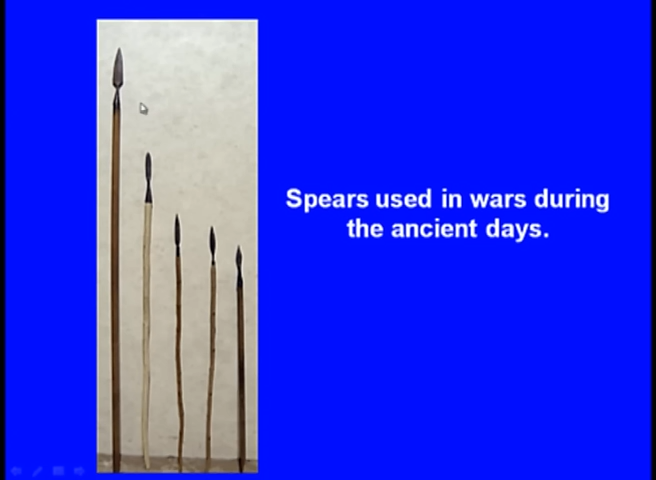 Spears used in wars during
the ancient days.